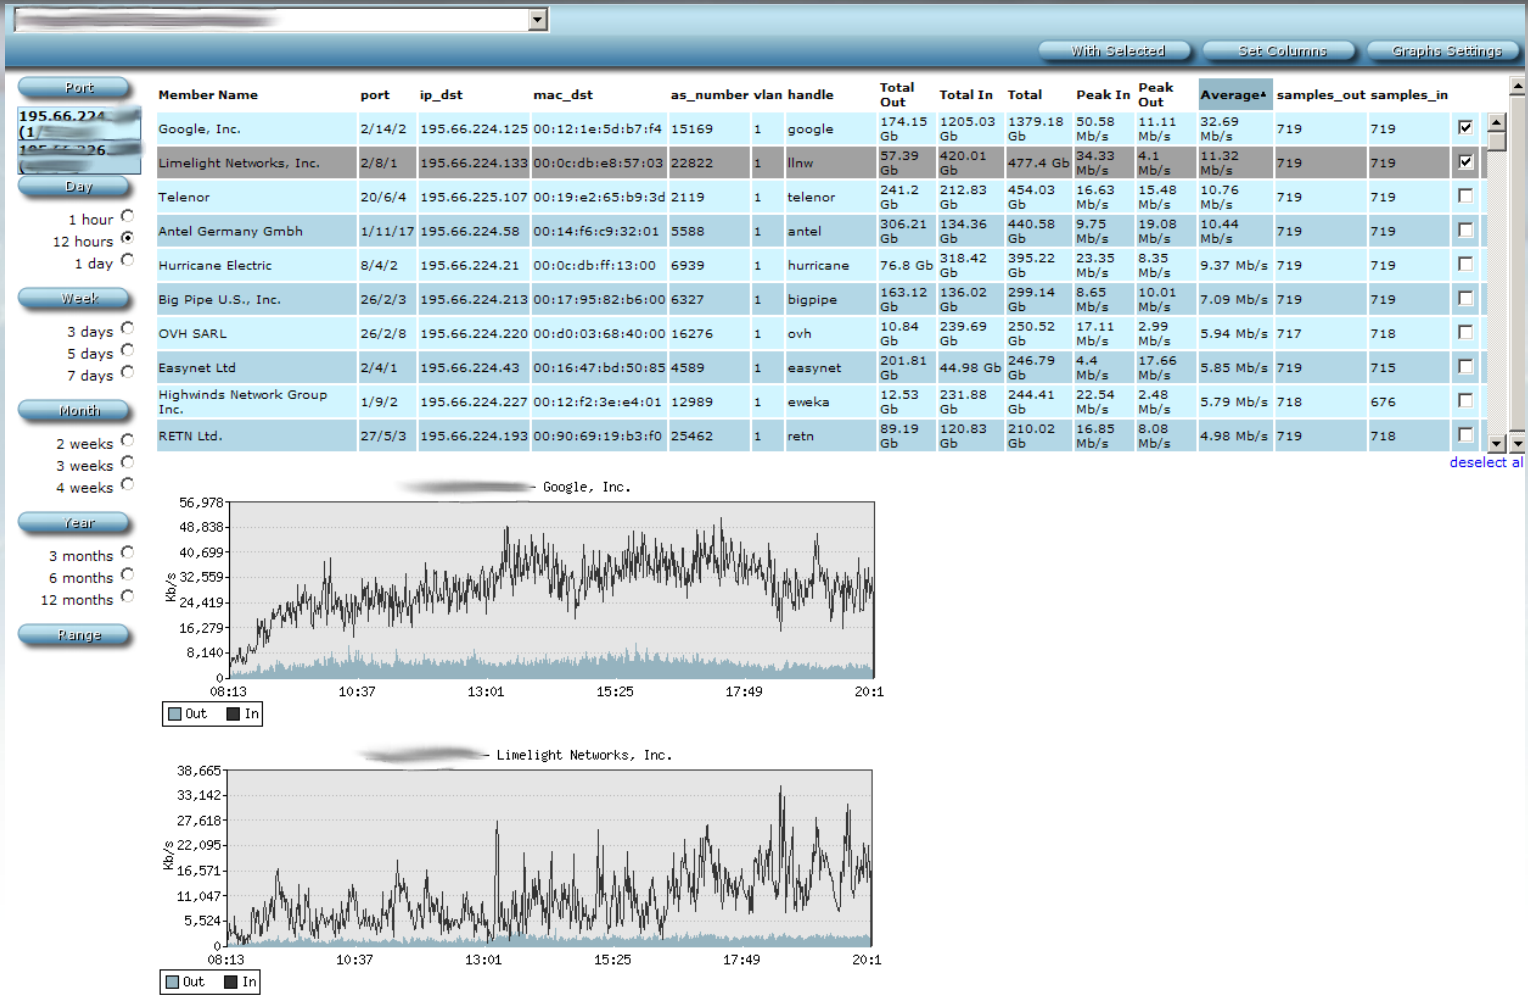 With Selected Set Columns Graphs Settings
Port
195.66.224
(1/
Day
1 hour
12 hours
1 day
Week
3 days
5 days
7 days
Month
2 weeks
3 weeks
4 weeks
Year
3 months
6 months
12 months
Range
Member Name port ip_dst mac_dst as_number vlan handle Total Out Total In Total Peak In Peak Out Average samples_out samples_in
Google, Inc. 2/14/2 195.66.224.125 00:12:1e:5d:b7:f4 15169 1 google 174.15 Gb 1205.03 Gb 1379.18 Gb 50.58 Mb/s 11.11 Mb/s 32.69 Mb/s 719 719
Limelight Networks, Inc. 2/8/1 195.66.224.133 00:0c:db:e8:57:03 22822 1 llnw 57.39 Gb 420.01 Gb 477.4 Gb 34.33 Mb/s 4.1 Mb/s 11.32 Mb/s 719 719
Telenor 20/6/4 195.66.225.107 00:19:e2:65:b9:3d 2119 1 telenor 241.2 Gb 212.83 Gb 454.03 Gb 16.63 Mb/s 15.48 Mb/s 10.76 Mb/s 719 719
Antel Germany Gmbh 1/11/17 195.66.224.58 00:14:f6:c9:32:01 5588 1 antel 306.21 Gb 134.36 Gb 440.58 Gb 9.75 Mb/s 19.08 Mb/s 10.44 Mb/s 719 719
Hurricane Electric 8/4/2 195.66.224.21 00:0c:db:ff:13:00 6939 1 hurricane 76.8 Gb 318.42 Gb 395.22 Gb 23.35 Mb/s 8.35 Mb/s 9.37 Mb/s 719 719
Big Pipe U.S., Inc. 26/2/3 195.66.224.213 00:17:95:82:b6:00 6327 1 bigpipe 163.12 Gb 136.02 Gb 299.14 Gb 8.65 Mb/s 10.01 Mb/s 7.09 Mb/s 719 719
OVH SARL 26/2/8 195.66.224.220 00:d0:03:68:40:00 16276 1 ovh 10.84 Gb 239.69 Gb 250.52 Gb 17.11 Mb/s 2.99 Mb/s 5.94 Mb/s 717 718
Easynet Ltd 2/4/1 195.66.224.43 00:16:47:bd:50:85 4589 1 easynet 201.81 Gb 44.98 Gb 246.79 Gb 4.4 Mb/s 17.66 Mb/s 5.85 Mb/s 719 715
Highwinds Network Group Inc. 1/9/2 195.66.224.227 00:12:f2:3e:e4:01 12989 1 eweka 12.53 Gb 231.88 Gb 244.41 Gb 22.54 Mb/s 2.48 Mb/s 5.79 Mb/s 718 676
RETN Ltd. 27/5/3 195.66.224.193 00:90:69:19:b3:f0 25462 1 retn 89.19 Gb 120.83 Gb 210.02 Gb 16.85 Mb/s 8.08 Mb/s 4.98 Mb/s 719 718
deselect al
- Google, Inc.
56,978
48,838
40,699
32,559
24,419
16,279
8,140
0
Kb/s
08:13 10:37 13:01 15:25 17:49 20:1
Out In
- Limelight Networks, Inc.
38,665
33,142
27,618
22,095
16,571
11,047
5,524
0
Kb/s
08:13 10:37 13:01 15:25 17:49 20:1
Out In